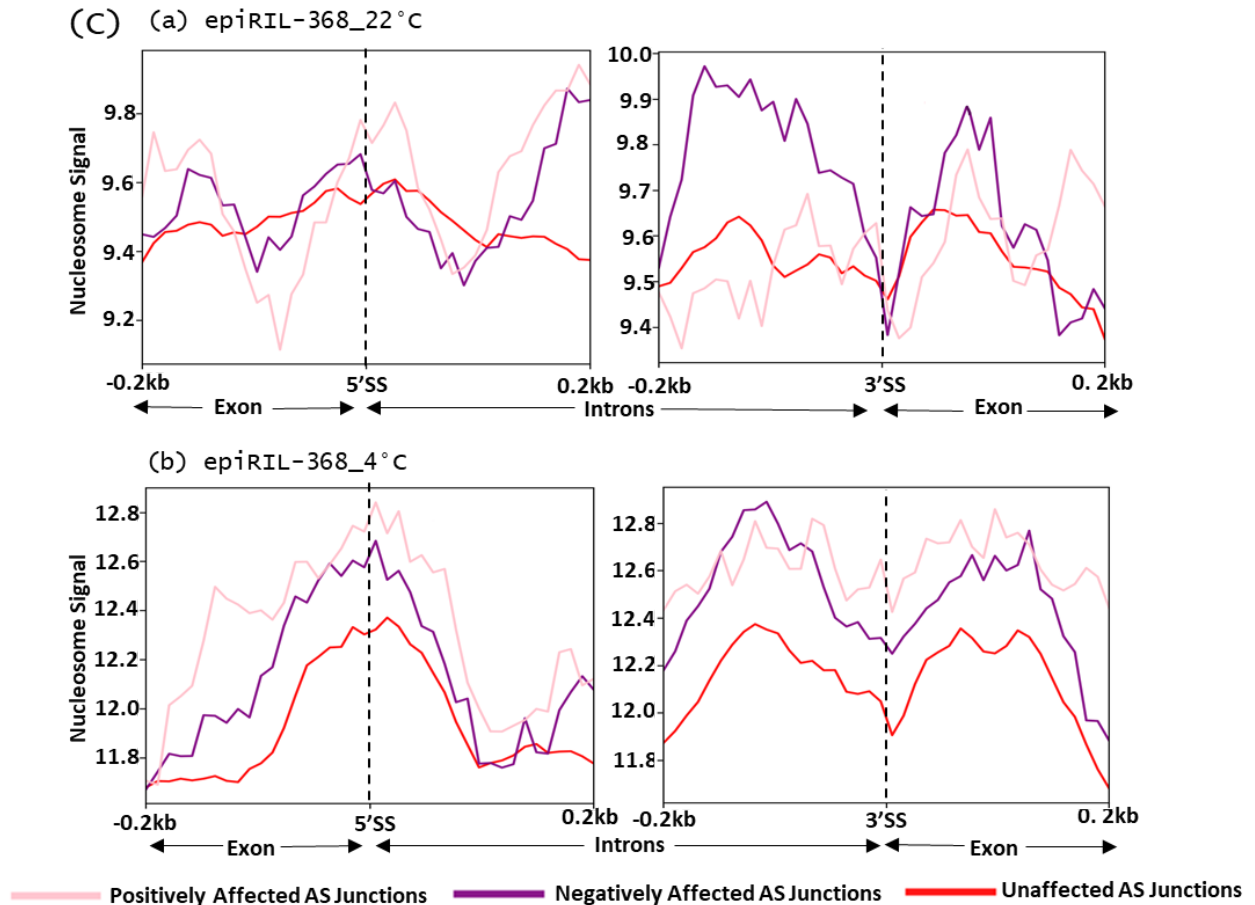 (C) (a) epiRIL-368_22°C
Nucleosome Signal
9.8
9.6
9.4
9.2
-0.2kb 5'SS 0.2kb
10.0
9.9
9.8
9.7
9.6
9.5
9.4
-0.2kb 3'SS 0. 2kb
Exon Introns Exon
(b) epiRIL-368_4°C
Nucleosome Signal
12.8
12.6
12.4
12.2
12.0
11.8
-0.2kb 5'SS 0.2kb
12.8
12.6
12.4
12.2
12.0
11.8
-0.2kb 3'SS 0. 2kb
Exon Introns Exon
Positively Affected AS Junctions Negatively Affected AS Junctions Unaffected AS Junctions